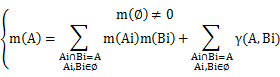 m(∅) ≠ 0
m(A) = ∑ m(Ai)m(Bi) + ∑ γ(A, Bi)
Ai∩Bi=A Ai∩Bi=A
Ai,Bi∈∅ Ai,Bi∈∅